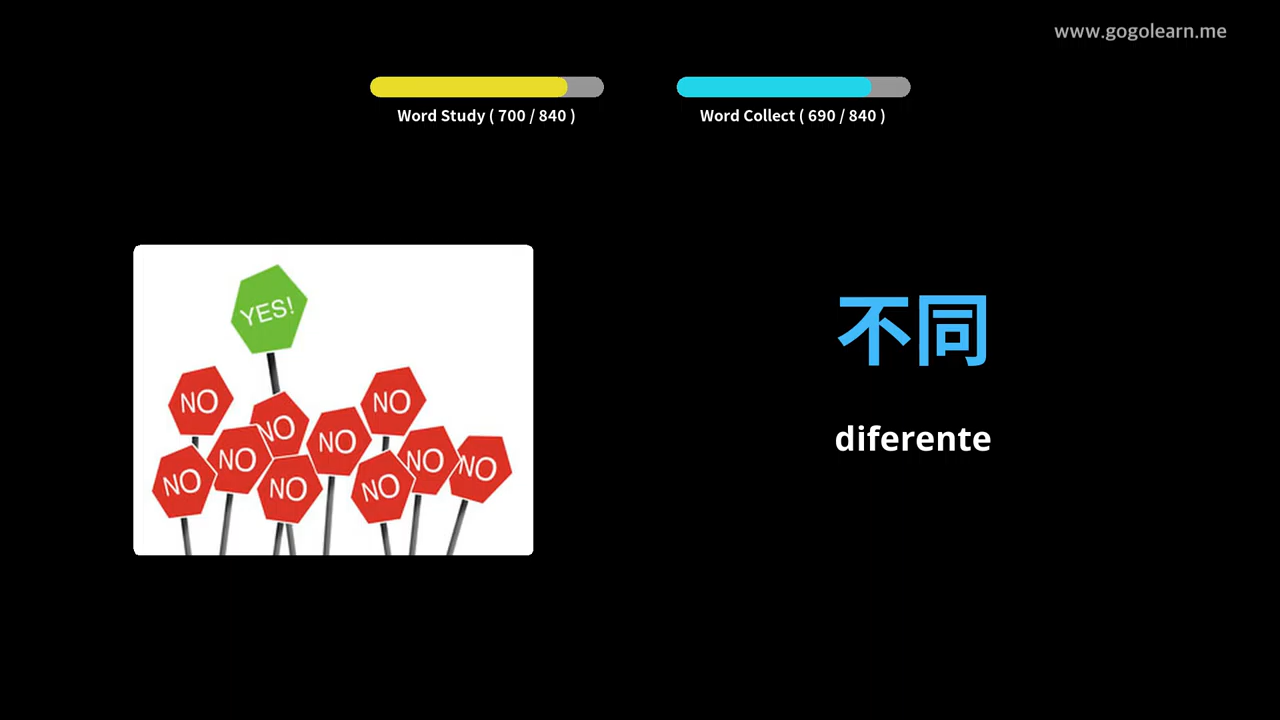 www.gogolearn.me
Word Study ( 700 / 840 )
Word Collect ( 690 / 840 )
YES!
NO
NO
NO
NO
NO
NO
NO
NO
NO
NO
不同
diferente